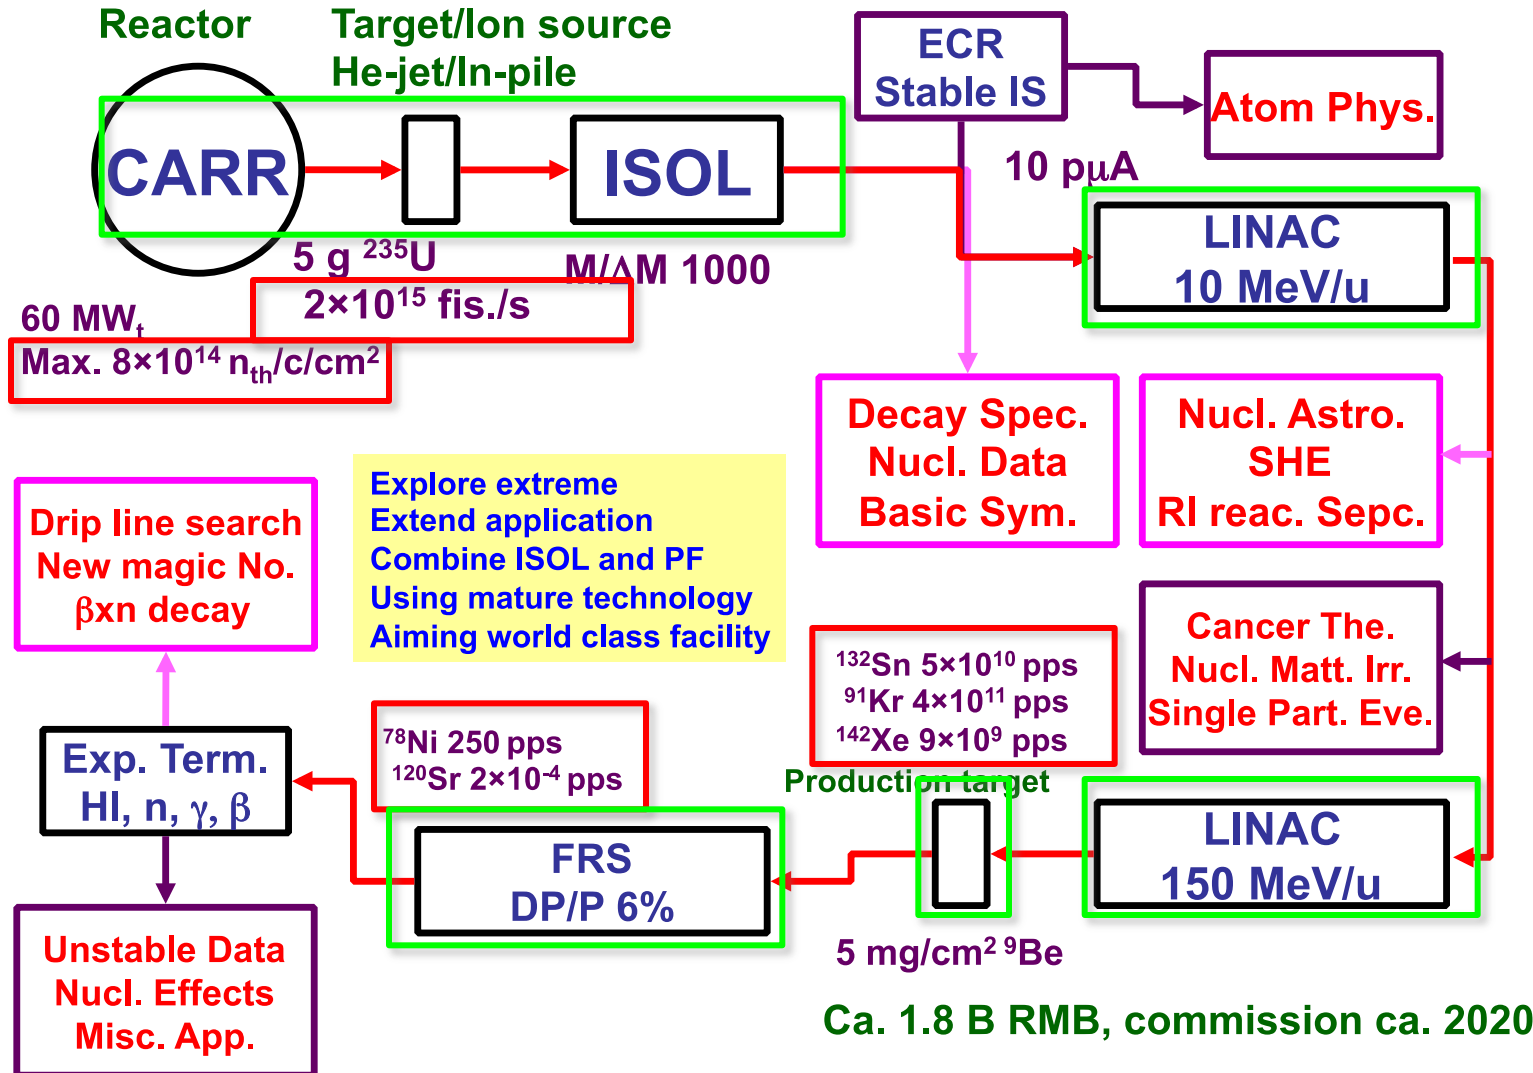 Reactor
Target/Ion source
He-jet/In-pile
ECR
Stable IS
Atom Phys.
CARR
ISOL
10 pμA
LINAC
10 MeV/u
5 g ²³⁵U
M/ΔM 1000
2×10¹⁵ fis./s
60 MWₜ
Max. 8×10¹⁴ nₜₕ/c/cm²
Decay Spec.
Nucl. Data
Basic Sym.
Nucl. Astro.
SHE
RI reac. Sepc.
Explore extreme
Extend application
Combine ISOL and PF
Using mature technology
Aiming world class facility
Drip line search
New magic No.
βxn decay
Cancer The.
Nucl. Matt. Irr.
Single Part. Eve.
¹³²Sn 5×10¹⁰ pps
⁹¹Kr 4×10¹¹ pps
¹⁴²Xe 9×10⁹ pps
⁷⁸Ni 250 pps
¹²⁰Sr 2×10⁻⁴ pps
Exp. Term.
HI, n, γ, β
Production target
FRS
DP/P 6%
LINAC
150 MeV/u
5 mg/cm² ⁹Be
Unstable Data
Nucl. Effects
Misc. App.
Ca. 1.8 B RMB, commission ca. 2020